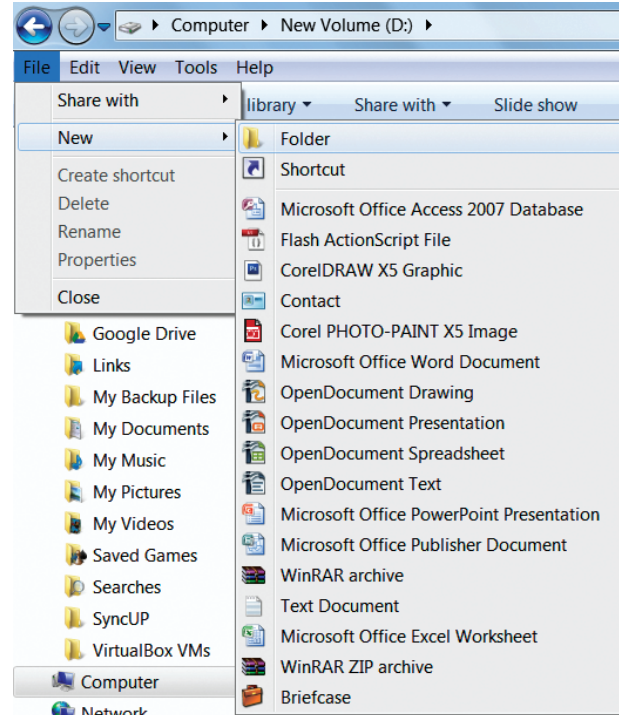 Computer New Volume (D:)
File Edit View Tools Help
Share with
New
Create shortcut
Delete
Rename
Properties
Close
library Share with Slide show
Folder
Shortcut
Microsoft Office Access 2007 Database
Flash ActionScript File
CorelDRAW X5 Graphic
Contact
Corel PHOTO-PAINT X5 Image
Microsoft Office Word Document
OpenDocument Drawing
OpenDocument Presentation
OpenDocument Spreadsheet
OpenDocument Text
Microsoft Office PowerPoint Presentation
Microsoft Office Publisher Document
WinRAR archive
Text Document
Microsoft Office Excel Worksheet
WinRAR ZIP archive
Briefcase
Google Drive
Links
My Backup Files
My Documents
My Music
My Pictures
My Videos
Saved Games
Searches
SyncUP
VirtualBox VMs
Computer
Network